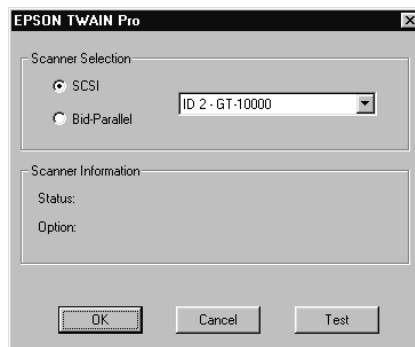 EPSON TWAIN Pro
Scanner Selection
SCSI
ID 2 - GT-10000
Bid-Parallel
Scanner Information
Status:
Option:
OK Cancel Test